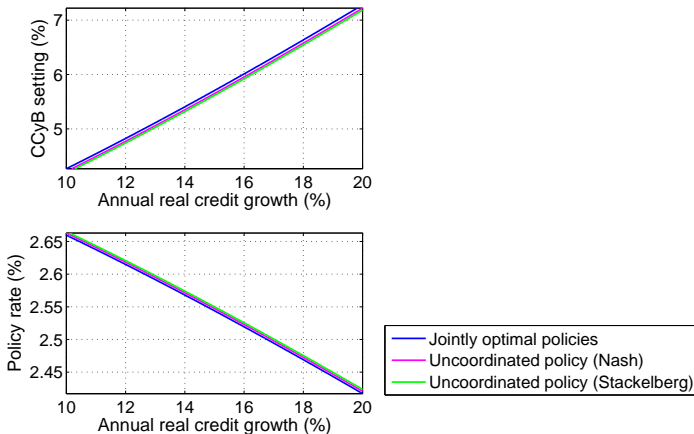 7
6
5
CCyB setting (%)
10 12 14 16 18 20
Annual real credit growth (%)
2.65
2.6
2.55
2.5
2.45
Policy rate (%)
10 12 14 16 18 20
Annual real credit growth (%)
Jointly optimal policies
Uncoordinated policy (Nash)
Uncoordinated policy (Stackelberg)